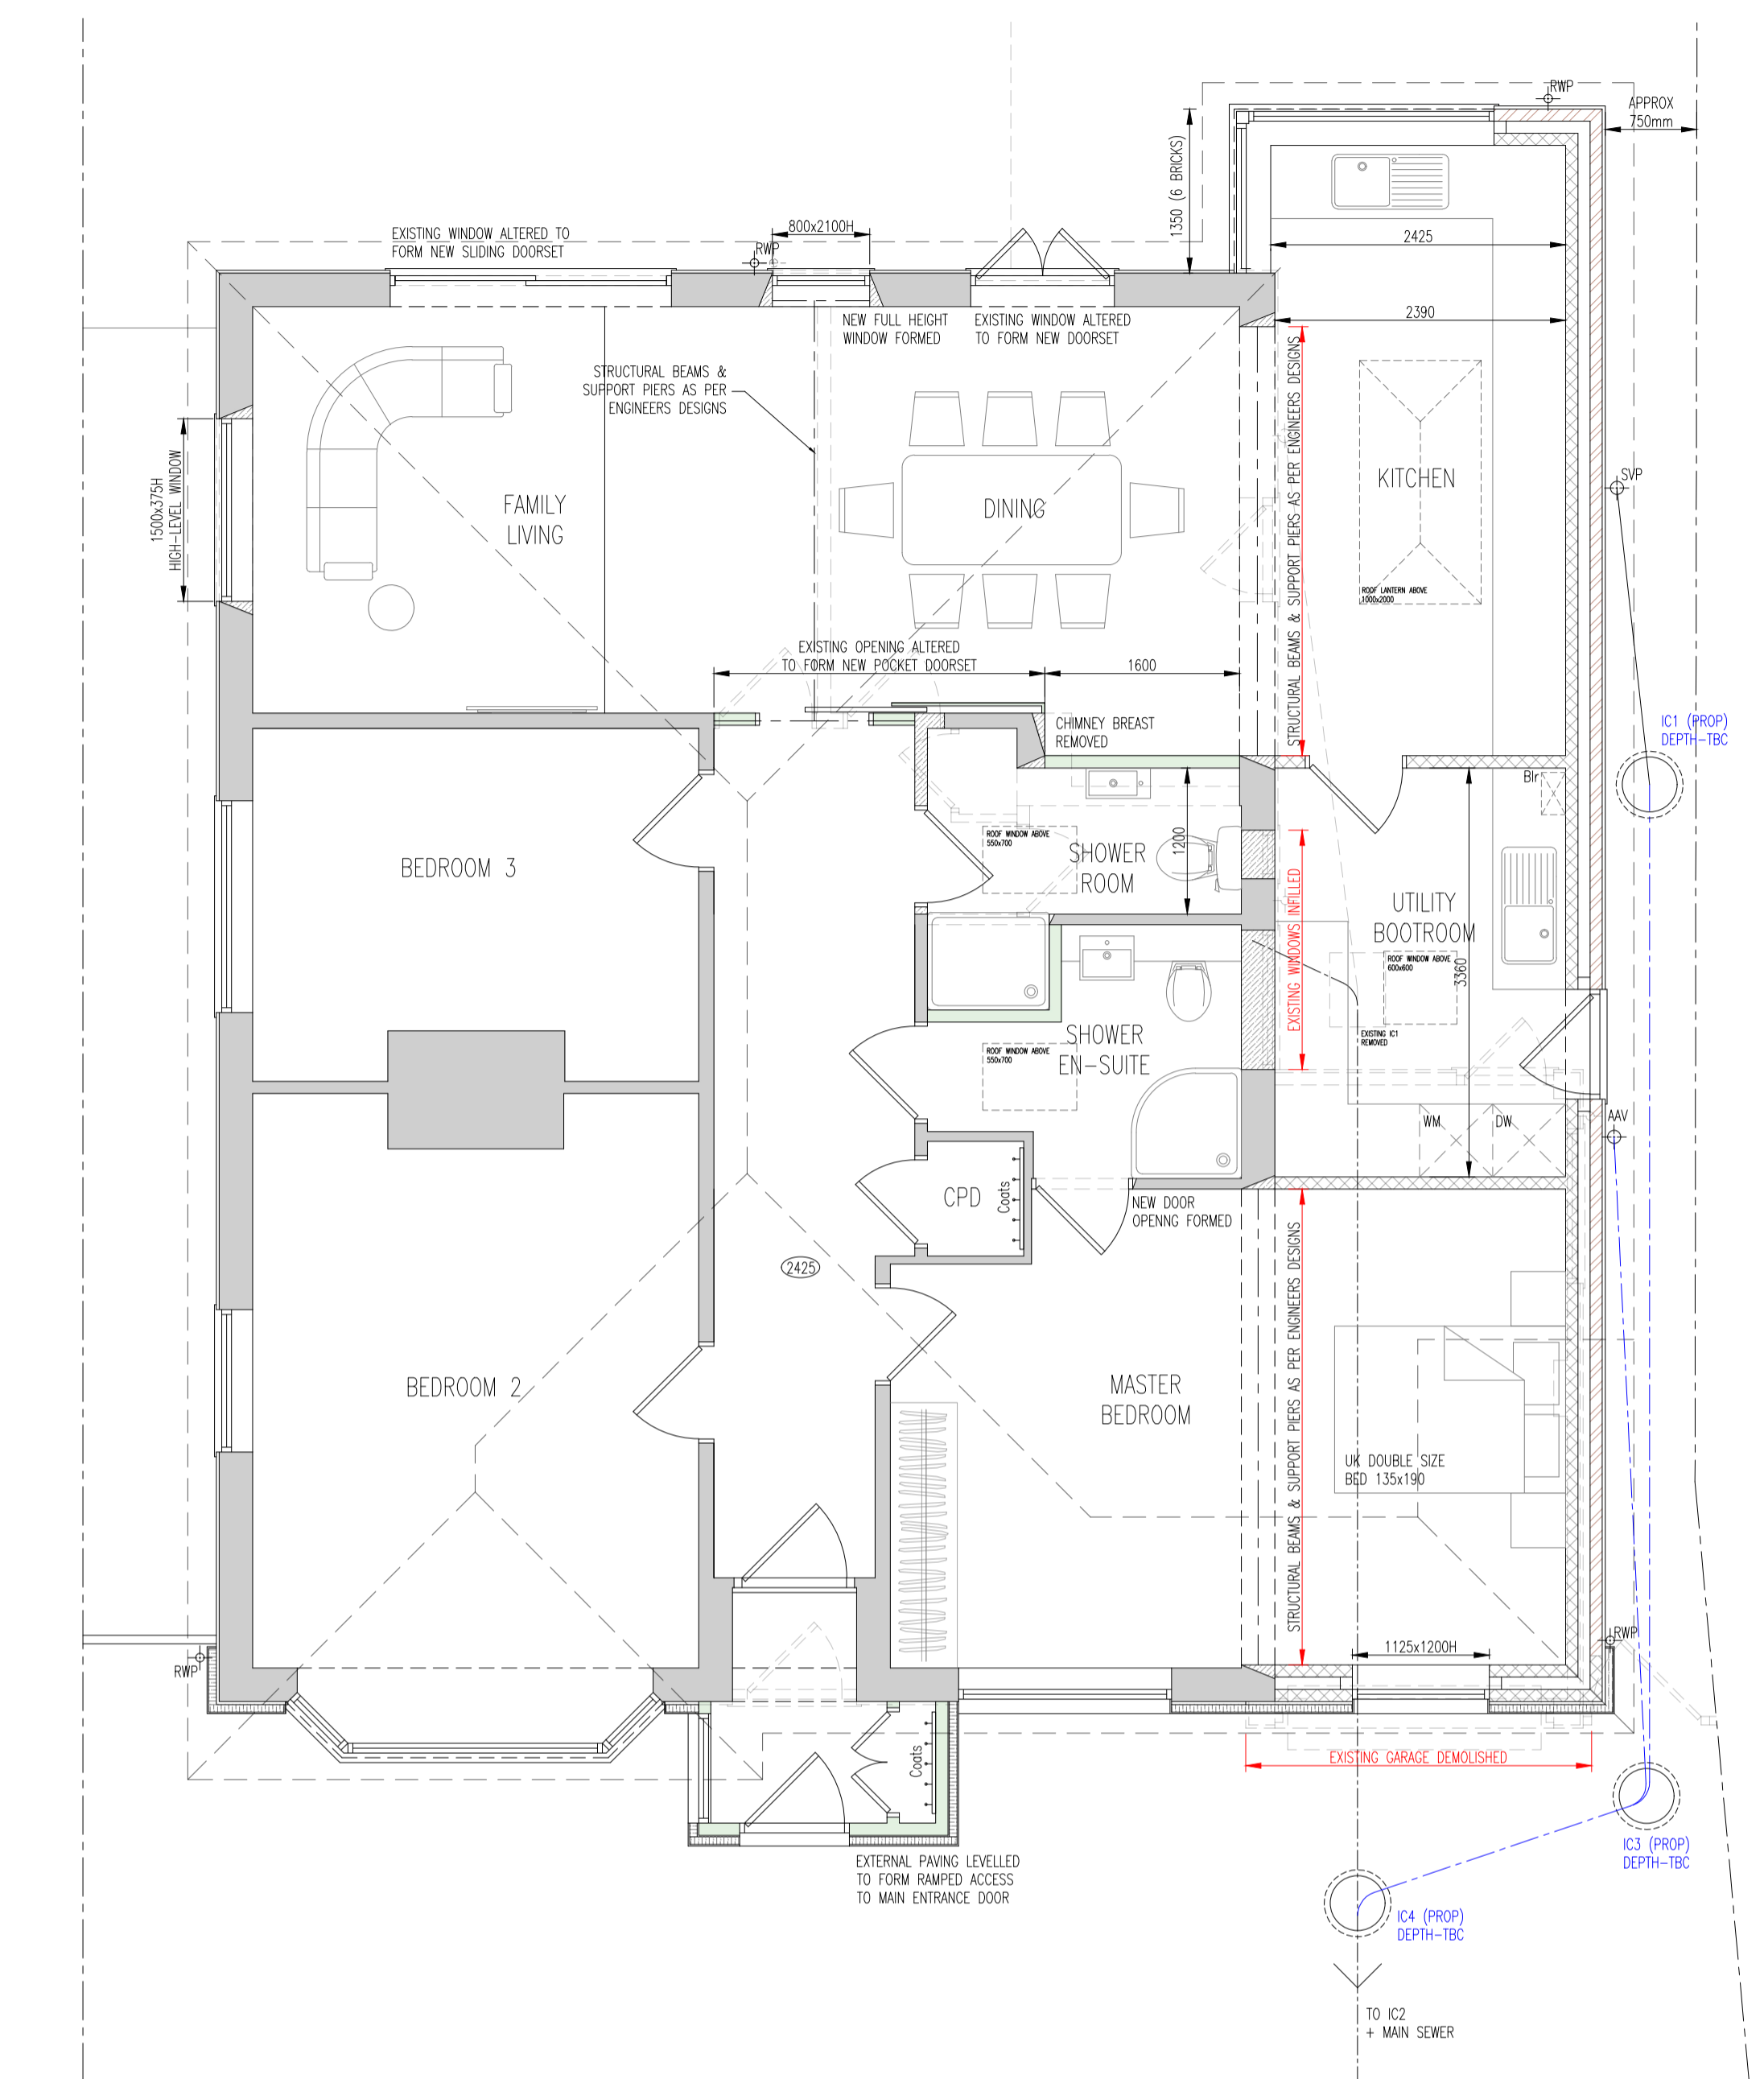 RWP
APPROX
750mm
1350 (6 BRICKS)
EXISTING WINDOW ALTERED TO
FORM NEW SLIDING DOORSET
RWP
800x2100H
2425
2390
NEW FULL HEIGHT
WINDOW FORMED
EXISTING WINDOW ALTERED
TO FORM NEW DOORSET
STRUCTURAL BEAMS &
SUPPORT PIERS AS PER
ENGINEERS DESIGNS
STRUCTURAL BEAMS & SUPPORT PIERS AS PER ENGINEERS DESIGNS
1500x375H
HIGH-LEVEL WINDOW
FAMILY
LIVING
DINING
KITCHEN
SVP
ROOF LANTERN ABOVE
1000x2000
EXISTING OPENING ALTERED
TO FORM NEW POCKET DOORSET
1600
CHIMNEY BREAST
REMOVED
IC1 (PROP)
DEPTH-TBC
Blr
BEDROOM 3
ROOF WINDOW ABOVE
550x700
SHOWER
ROOM
1200
EXISTING WINDOWS INFILLED
UTILITY
BOOTROOM
ROOF WINDOW ABOVE
600x600
3360
EXISTING IC1
REMOVED
SHOWER
EN-SUITE
ROOF WINDOW ABOVE
550x700
WM
DW
AAV
CPD
Coats
NEW DOOR
OPENNG FORMED
2425
STRUCTURAL BEAMS & SUPPORT PIERS AS PER ENGINEERS DESIGNS
BEDROOM 2
MASTER
BEDROOM
UK DOUBLE SIZE
BED 135x190
1125x1200H
RWP
RWP
Coats
EXISTING GARAGE DEMOLISHED
EXTERNAL PAVING LEVELLED
TO FORM RAMPED ACCESS
TO MAIN ENTRANCE DOOR
IC3 (PROP)
DEPTH-TBC
IC4 (PROP)
DEPTH-TBC
TO IC2
+ MAIN SEWER